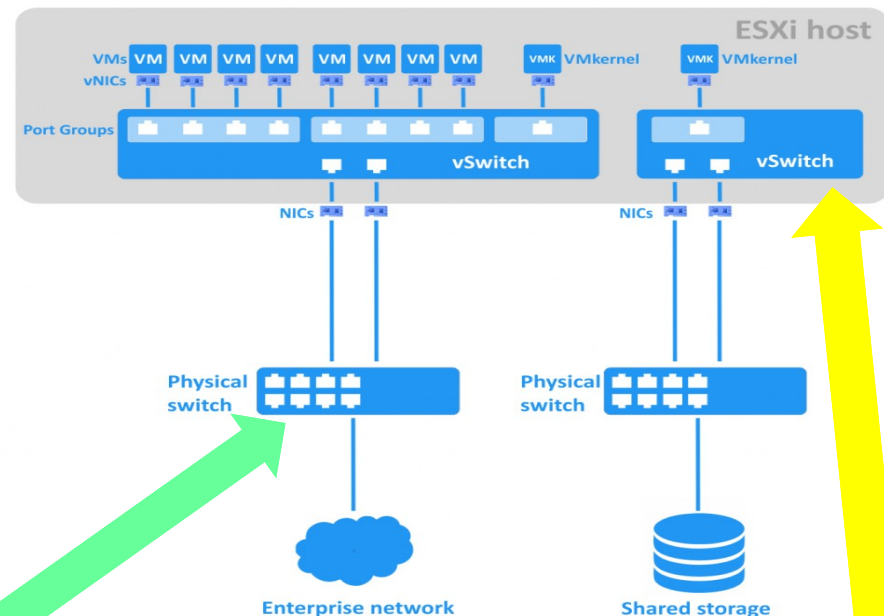 ESXi host
VMs VM VM VM VM VM VM VM VM VMK VMkernel VMK VMkernel
vNICs
Port Groups
vSwitch vSwitch
NICs NICs
Physical switch
Physical switch
Enterprise network Shared storage